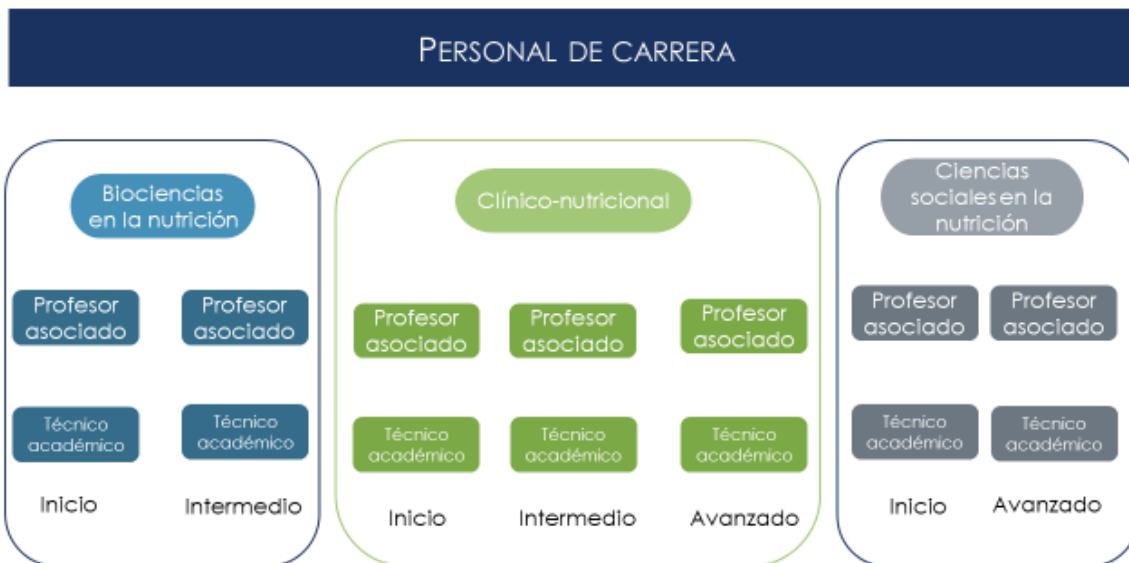 PERSONAL DE CARRERA
Biociencias
en la nutrición
Profesor
asociado
Profesor
asociado
Técnico
académico
Técnico
académico
Inicio
Intermedio
Clínico-nutricional
Profesor
asociado
Profesor
asociado
Profesor
asociado
Técnico
académico
Técnico
académico
Técnico
académico
Inicio
Intermedio
Avanzado
Ciencias
sociales en la
nutrición
Profesor
asociado
Profesor
asociado
Técnico
académico
Técnico
académico
Inicio
Avanzado